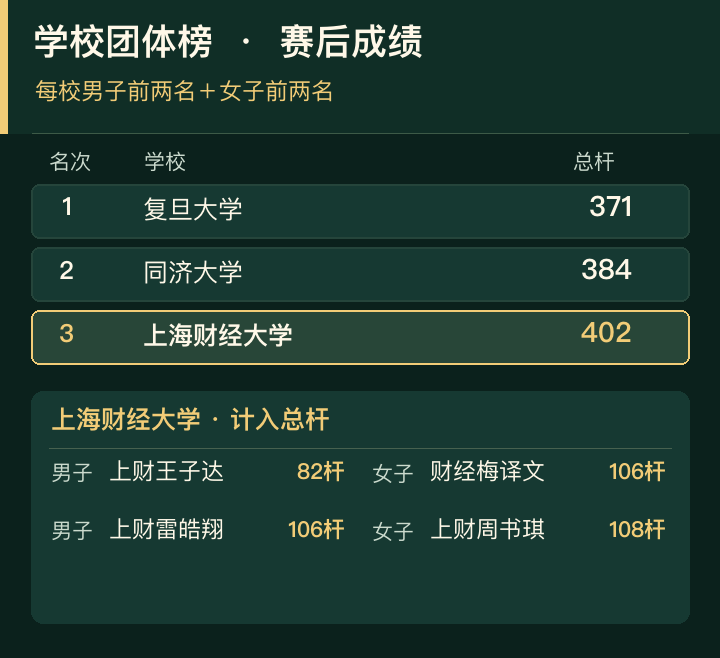 学校团体榜 · 赛后成绩
每校男子前两名＋女子前两名
名次 学校 总杆
1 复旦大学 371
2 同济大学 384
3 上海财经大学 402
上海财经大学 · 计入总杆
男子 上财王子达 82杆 女子 财经梅译文 106杆
男子 上财雷皓翔 106杆 女子 上财周书琪 108杆